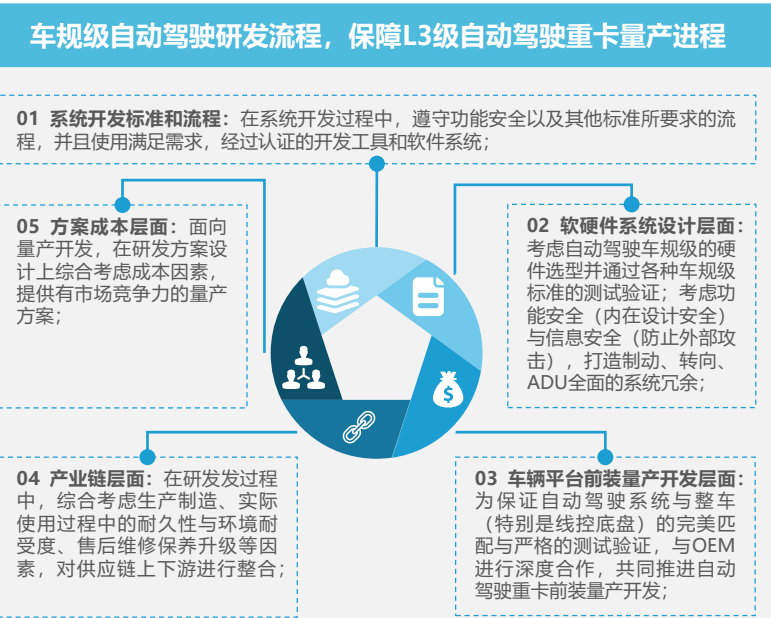 车规级自动驾驶研发流程，保障L3级自动驾驶重卡量产进程
01 系统开发标准和流程：在系统开发过程中，遵守功能安全以及其他标准所要求的流
程，并且使用满足需求，经过认证的开发工具和软件系统；
02 软硬件系统设计层面：
考虑自动驾驶车规级的硬
件选型并通过各种车规级
标准的测试验证；考虑功
能安全（内在设计安全）
与信息安全（防止外部攻
击），打造制动、转向、
ADU全面的系统冗余；
03 车辆平台前装量产开发层面：
为保证自动驾驶系统与整车
（特别是线控底盘）的完美匹
配与严格的测试验证，与OEM
进行深度合作，共同推进自动
驾驶重卡前装量产开发；
04 产业链层面：在研发发过程
中，综合考虑生产制造、实际
使用过程中的耐久性与环境耐
受度、售后维修保养升级等因
素，对供应链上下游进行整合；
05 方案成本层面：面向
量产开发，在研发方案设
计上综合考虑成本因素，
提供有市场竞争力的量产
方案；
$